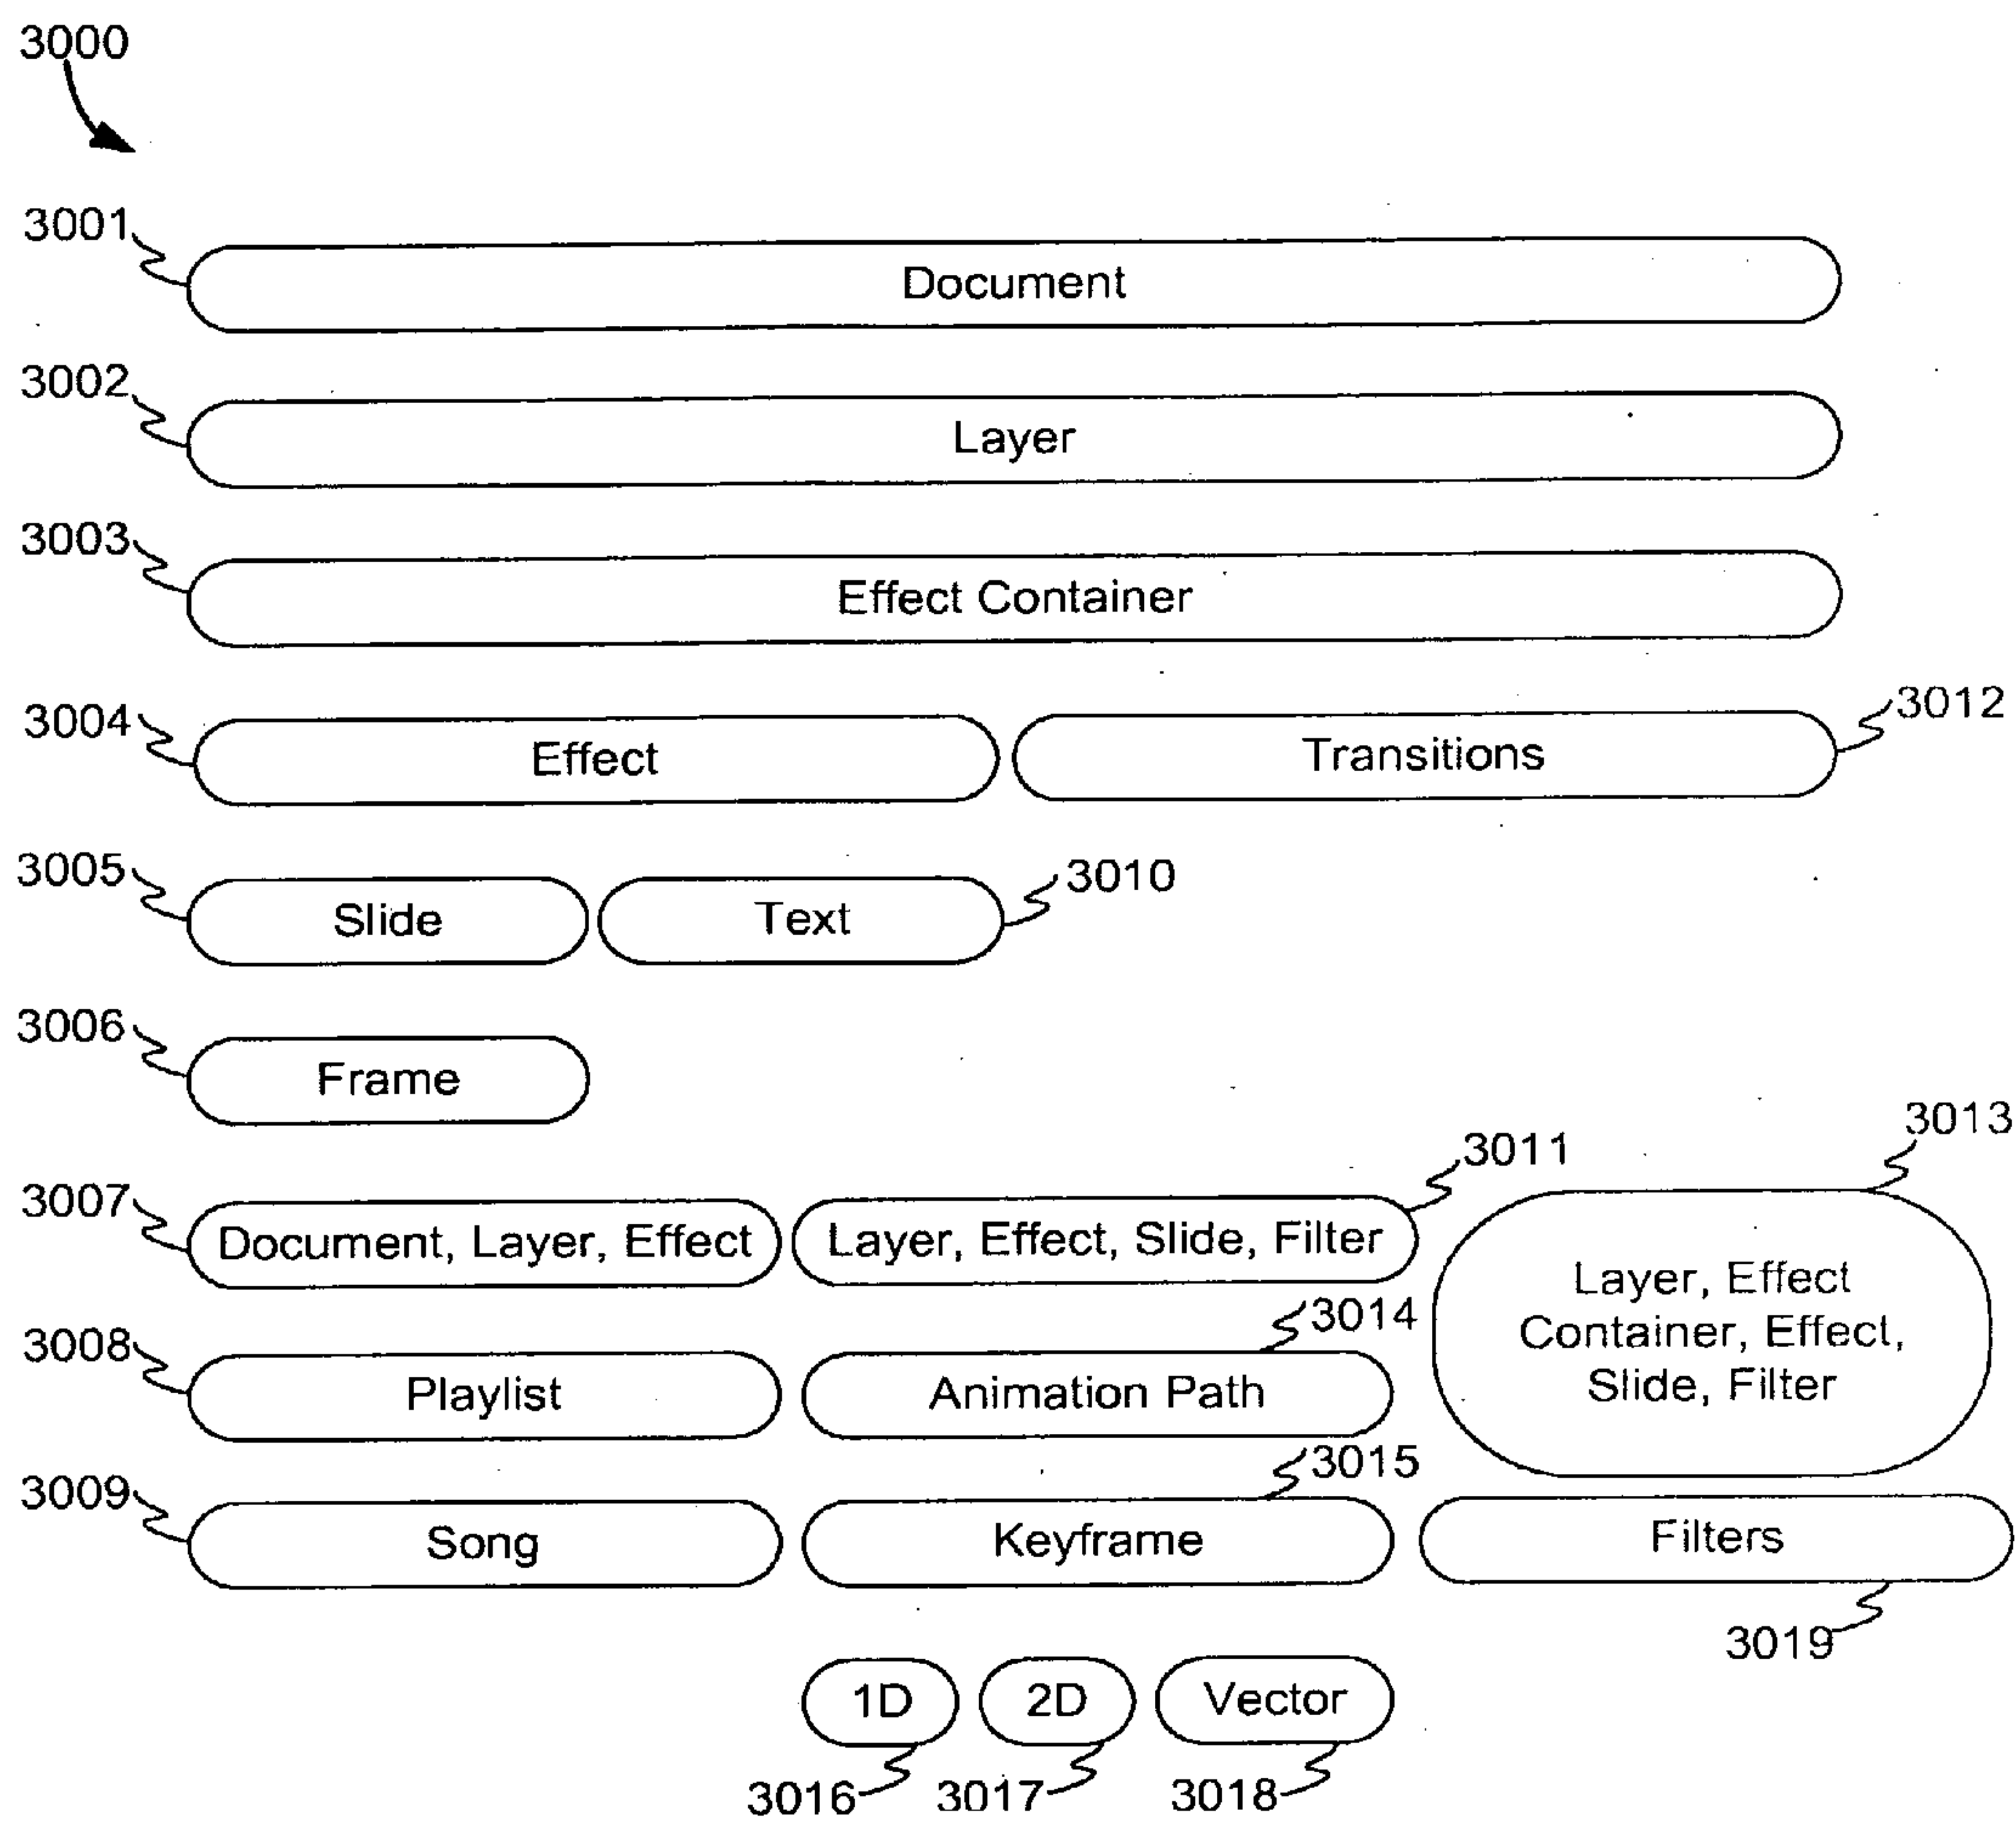 3000
3001
Document
3002
Layer
3003
Effect Container
3004
Effect
Transitions
3012
3005
Slide
Text
3010
3006
Frame
3007
Document, Layer, Effect
Layer, Effect, Slide, Filter
3011
3013
Layer, Effect
Container, Effect,
Slide, Filter
3008
Playlist
Animation Path
3014
3009
Song
Keyframe
3015
Filters
3019
1D
2D
Vector
3016
3017
3018